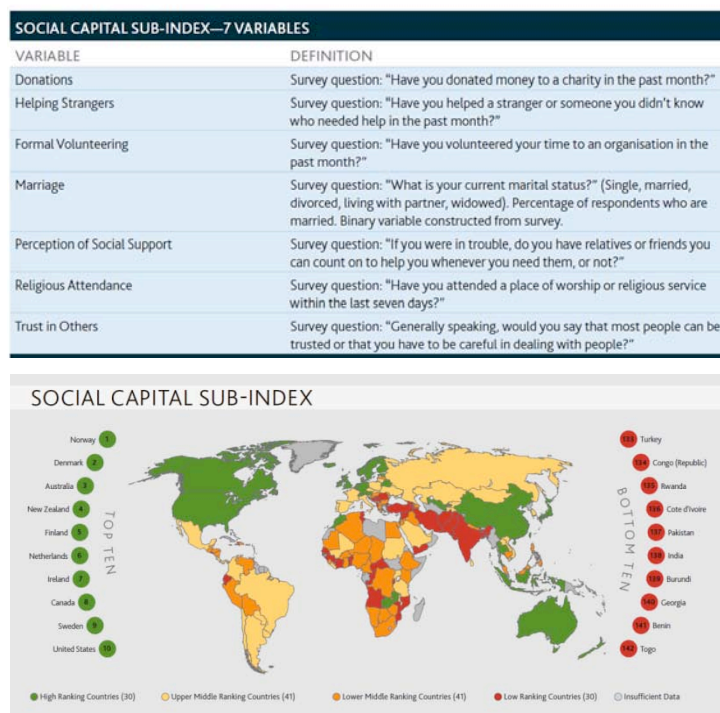 SOCIAL CAPITAL SUB-INDEX—7 VARIABLES
VARIABLE DEFINITION
Donations Survey question: “Have you donated money to a charity in the past month?”
Helping Strangers Survey question: “Have you helped a stranger or someone you didn’t know
who needed help in the past month?”
Formal Volunteering Survey question: “Have you volunteered your time to an organisation in the
past month?”
Marriage Survey question: “What is your current marital status?” (Single, married,
divorced, living with partner, widowed). Percentage of respondents who are
married. Binary variable constructed from survey.
Perception of Social Support Survey question: “If you were in trouble, do you have relatives or friends you
can count on to help you whenever you need them, or not?”
Religious Attendance Survey question: “Have you attended a place of worship or religious service
within the last seven days?”
Trust in Others Survey question: “Generally speaking, would you say that most people can be
trusted or that you have to be careful in dealing with people?”
SOCIAL CAPITAL SUB-INDEX
TOP TEN
Norway 1
Denmark 2
Australia 3
New Zealand 4
Finland 5
Netherlands 6
Ireland 7
Canada 8
Sweden 9
United States 10
BOTTOM TEN
133 Turkey
134 Congo (Republic)
135 Rwanda
136 Cote d’Ivoire
137 Pakistan
138 India
139 Burundi
140 Georgia
141 Benin
142 Togo
High Ranking Countries (30) Upper Middle Ranking Countries (41) Lower Middle Ranking Countries (41) Low Ranking Countries (30) Insufficient Data